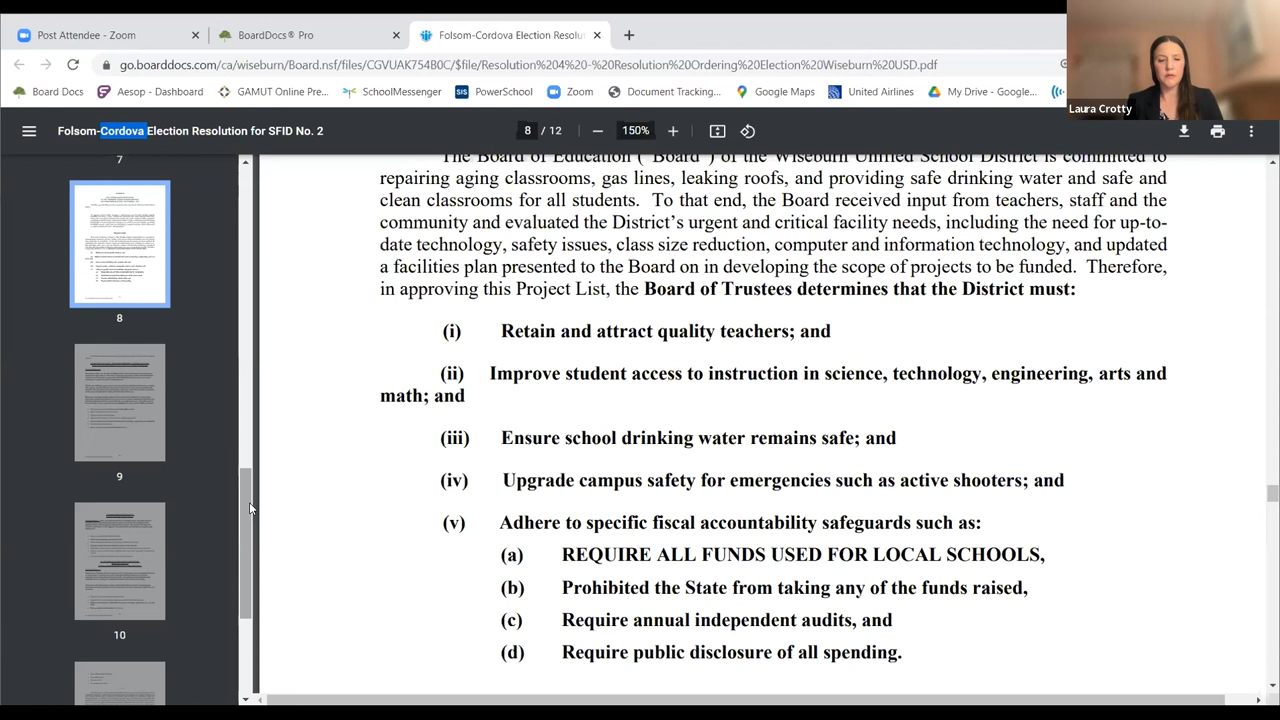 Post Attendee - Zoom
BoardDocs® Pro
Folsom-Cordova Election Resolu
go.boarddocs.com/ca/wiseburn/Board.nsf/files/CGVUAK754B0C/$file/Resolution%204%20-%20Resolution%20Ordering%20Election%20Wiseburn%20USD.pdf
Board Docs
Aesop - Dashboard
GAMUT Online Pre...
SchoolMessenger
SIS PowerSchool
Zoom
Document Tracking...
Google Maps
United Airlines
My Drive - Google...
Laura Crotty
Folsom-Cordova Election Resolution for SFID No. 2
8 / 12
150%
7
8
9
10
The Board of Education ("Board") of the Wiseburn Unified School District is committed to
repairing aging classrooms, gas lines, leaking roofs, and providing safe drinking water and safe and
clean classrooms for all students. To that end, the Board received input from teachers, staff and the
community and evaluated the District's urgent and critical facility needs, including the need for up-to-
date technology, safety issues, class size reduction, computer and information technology, and updated
a facilities plan presented to the Board on in developing the scope of projects to be funded. Therefore,
in approving this Project List, the Board of Trustees determines that the District must:
(i) Retain and attract quality teachers; and
(ii) Improve student access to instruction in science, technology, engineering, arts and
math; and
(iii) Ensure school drinking water remains safe; and
(iv) Upgrade campus safety for emergencies such as active shooters; and
(v) Adhere to specific fiscal accountability safeguards such as:
(a) REQUIRE ALL FUNDS USED FOR LOCAL SCHOOLS,
(b) Prohibited the State from taking any of the funds raised,
(c) Require annual independent audits, and
(d) Require public disclosure of all spending.